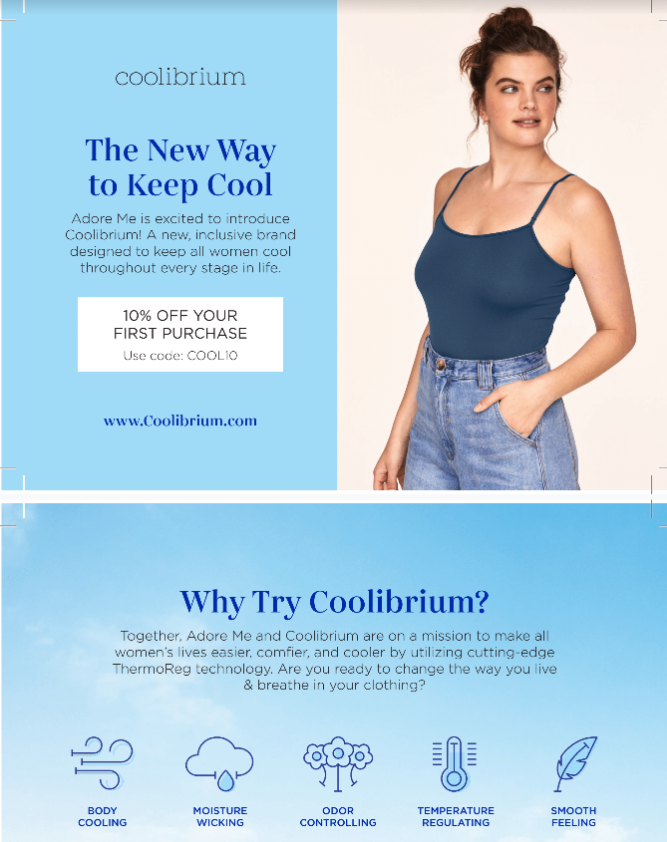 coolibrium
The New Way
to Keep Cool
Adore Me is excited to introduce
Coolibrium! A new, inclusive brand
designed to keep all women cool
throughout every stage in life.
10% OFF YOUR
FIRST PURCHASE
Use code: COOL10
www.Coolibrium.com
Why Try Coolibrium?
Together, Adore Me and Coolibrium are on a mission to make all
women's lives easier, comfier, and cooler by utilizing cutting-edge
ThermoReg technology. Are you ready to change the way you live
& breathe in your clothing?
BODY
COOLING
MOISTURE
WICKING
ODOR
CONTROLLING
TEMPERATURE
REGULATING
SMOOTH
FEELING